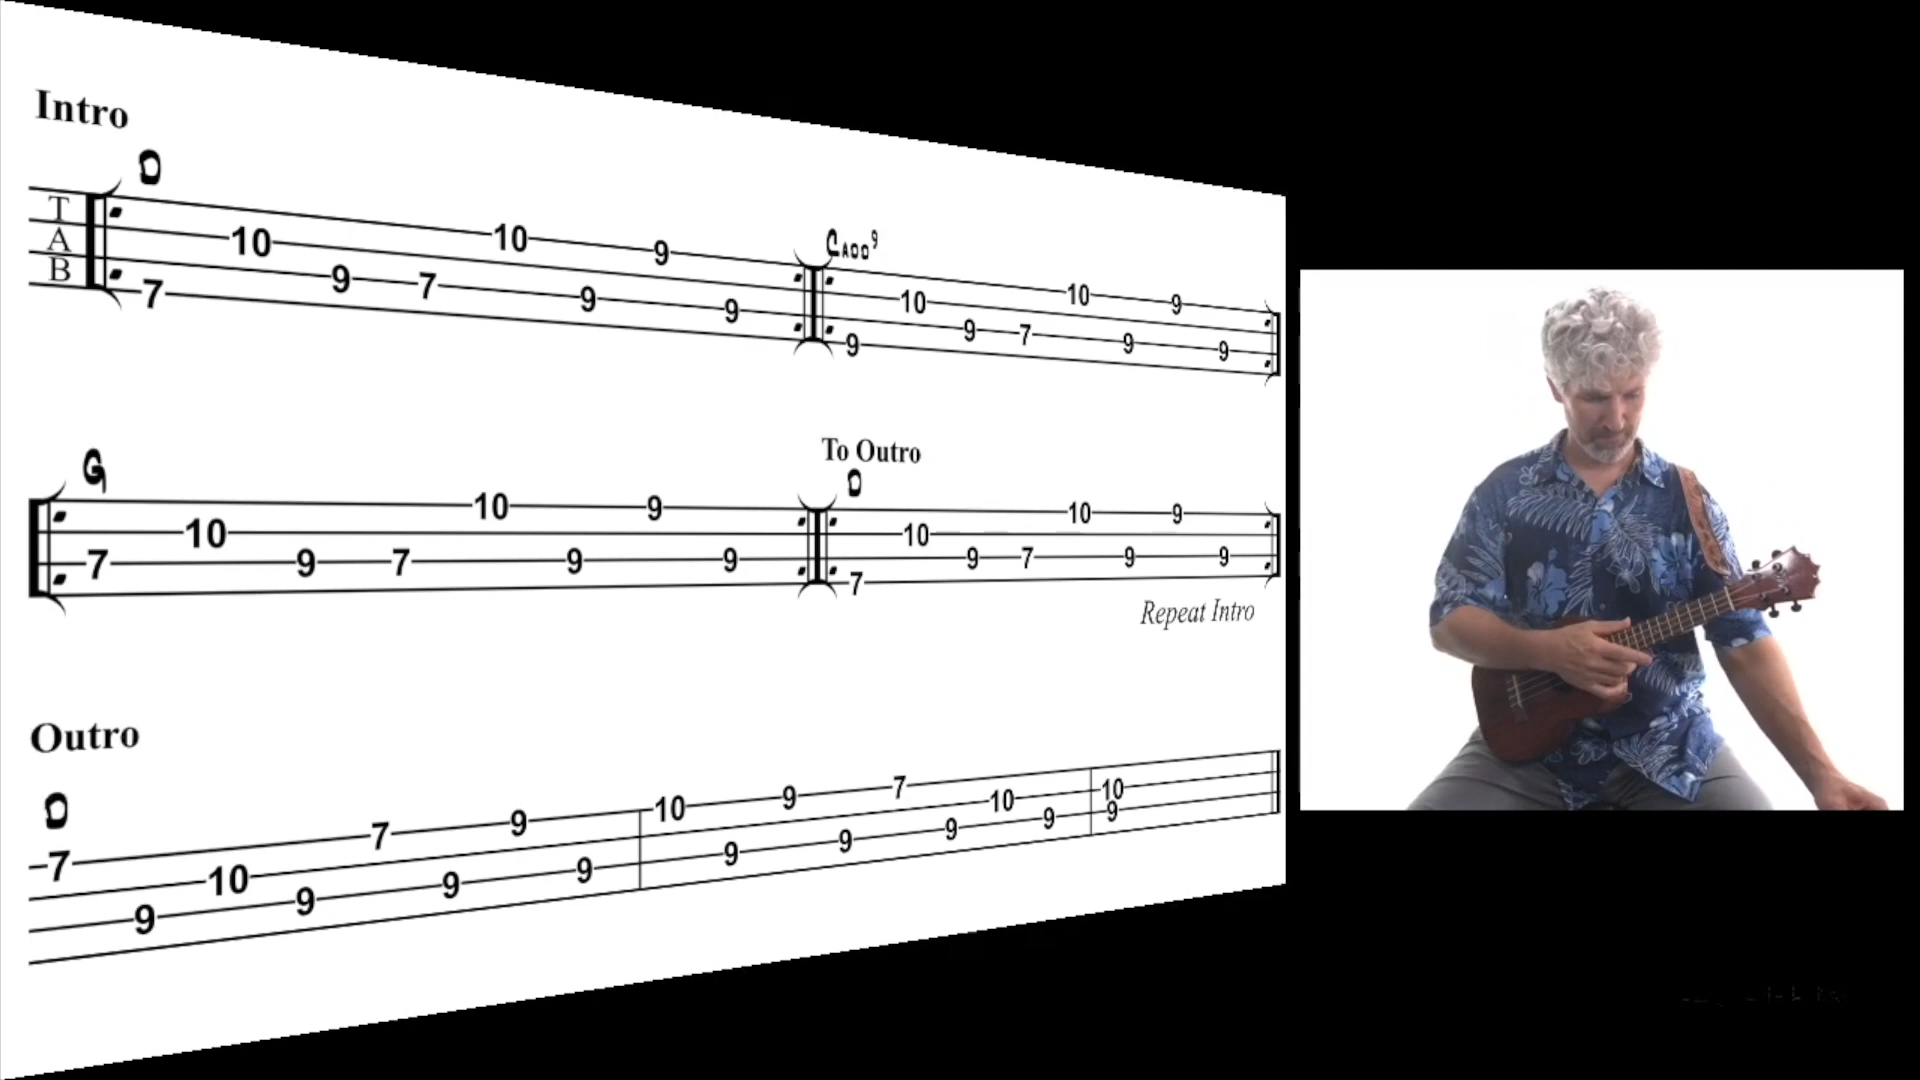 Intro
D
CADD9
T
A
B
10 10 9 10 10 9
7 9 7 9 9 9 9 7 9 9
To Outro
G D
10 9 10 9
10 10
7 9 7 9 9 9 7 9 9
7
Repeat Intro
Outro
D
7 7 9 10 9 7
10 10 10
9 9 9 9 9 9 9 9 9